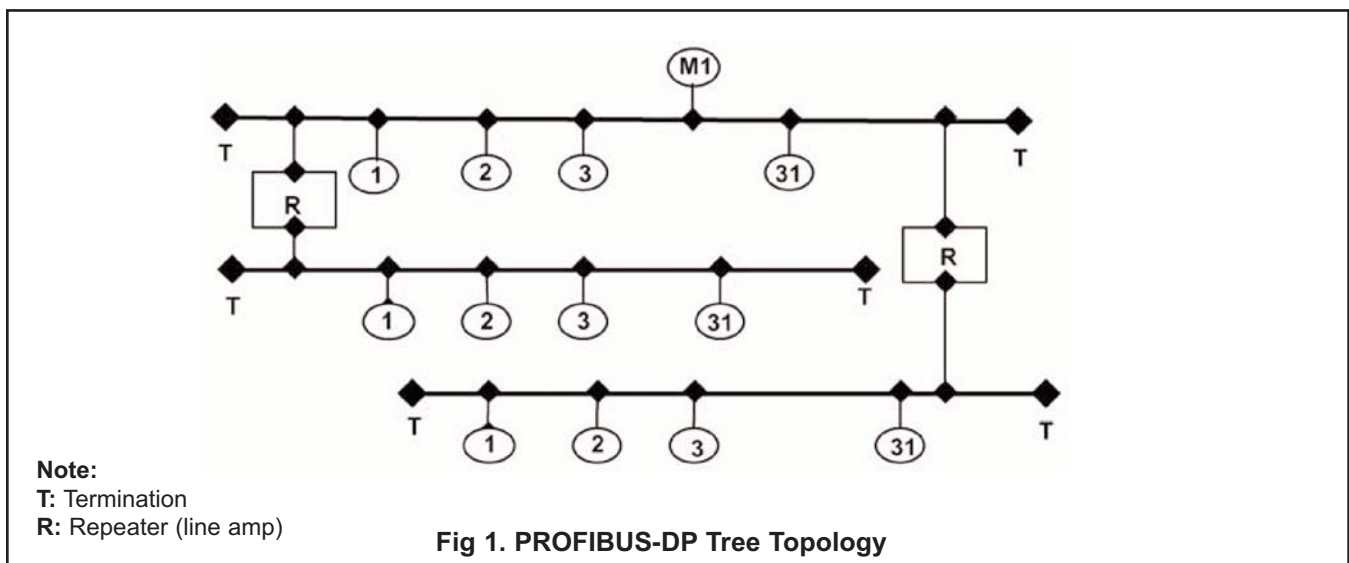 M1
T T
1 2 3 31
R
R
T T
1 2 3 31
T T
1 2 3 31
Note:
T: Termination
R: Repeater (line amp)
Fig 1. PROFIBUS-DP Tree Topology